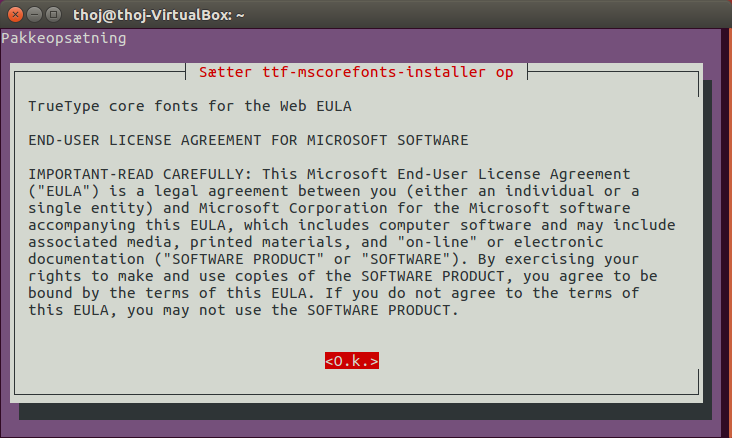 thoj@thoj-VirtualBox: ~
Pakkeopsætning
Sætter ttf-mscorefonts-installer op
TrueType core fonts for the Web EULA
END-USER LICENSE AGREEMENT FOR MICROSOFT SOFTWARE
IMPORTANT-READ CAREFULLY: This Microsoft End-User License Agreement
("EULA") is a legal agreement between you (either an individual or a
single entity) and Microsoft Corporation for the Microsoft software
accompanying this EULA, which includes computer software and may include
associated media, printed materials, and "on-line" or electronic
documentation ("SOFTWARE PRODUCT" or "SOFTWARE"). By exercising your
rights to make and use copies of the SOFTWARE PRODUCT, you agree to be
bound by the terms of this EULA. If you do not agree to the terms of
this EULA, you may not use the SOFTWARE PRODUCT.
<O.k.>